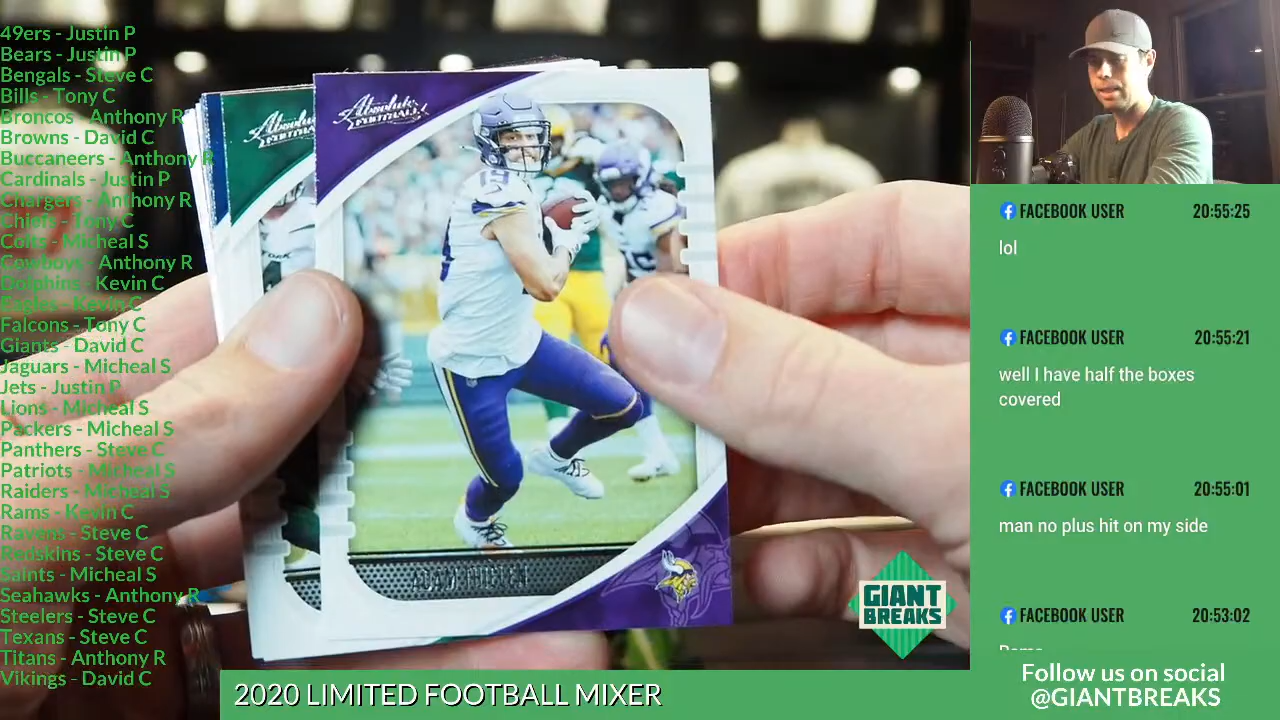 49ers - Justin P
Bears - Justin P
Bengals - Steve C
Bills - Tony C
Broncos - Anthony R
Browns - David C
Buccaneers - Anthony R
Cardinals - Justin P
Chargers - Anthony R
Chiefs - Tony C
Colts - Micheal S
Cowboys - Anthony R
Dolphins - Kevin C
Eagles - Kevin C
Falcons - Tony C
Giants - David C
Jaguars - Micheal S
Jets - Justin P
Lions - Micheal S
Packers - Micheal S
Panthers - Steve C
Patriots - Micheal S
Raiders - Micheal S
Rams - Kevin C
Ravens - Steve C
Redskins - Steve C
Saints - Micheal S
Seahawks - Anthony R
Steelers - Steve C
Texans - Steve C
Titans - Anthony R
Vikings - David C
Absolute
FOOTBALL
Absolute
FOOTBALL
19
ADAM THIELEN
GIANT
BREAKS
2020 LIMITED FOOTBALL MIXER
FACEBOOK USER 20:55:25
lol
FACEBOOK USER 20:55:21
well I have half the boxes
covered
FACEBOOK USER 20:55:01
man no plus hit on my side
FACEBOOK USER 20:53:02
Follow us on social
@GIANTBREAKS